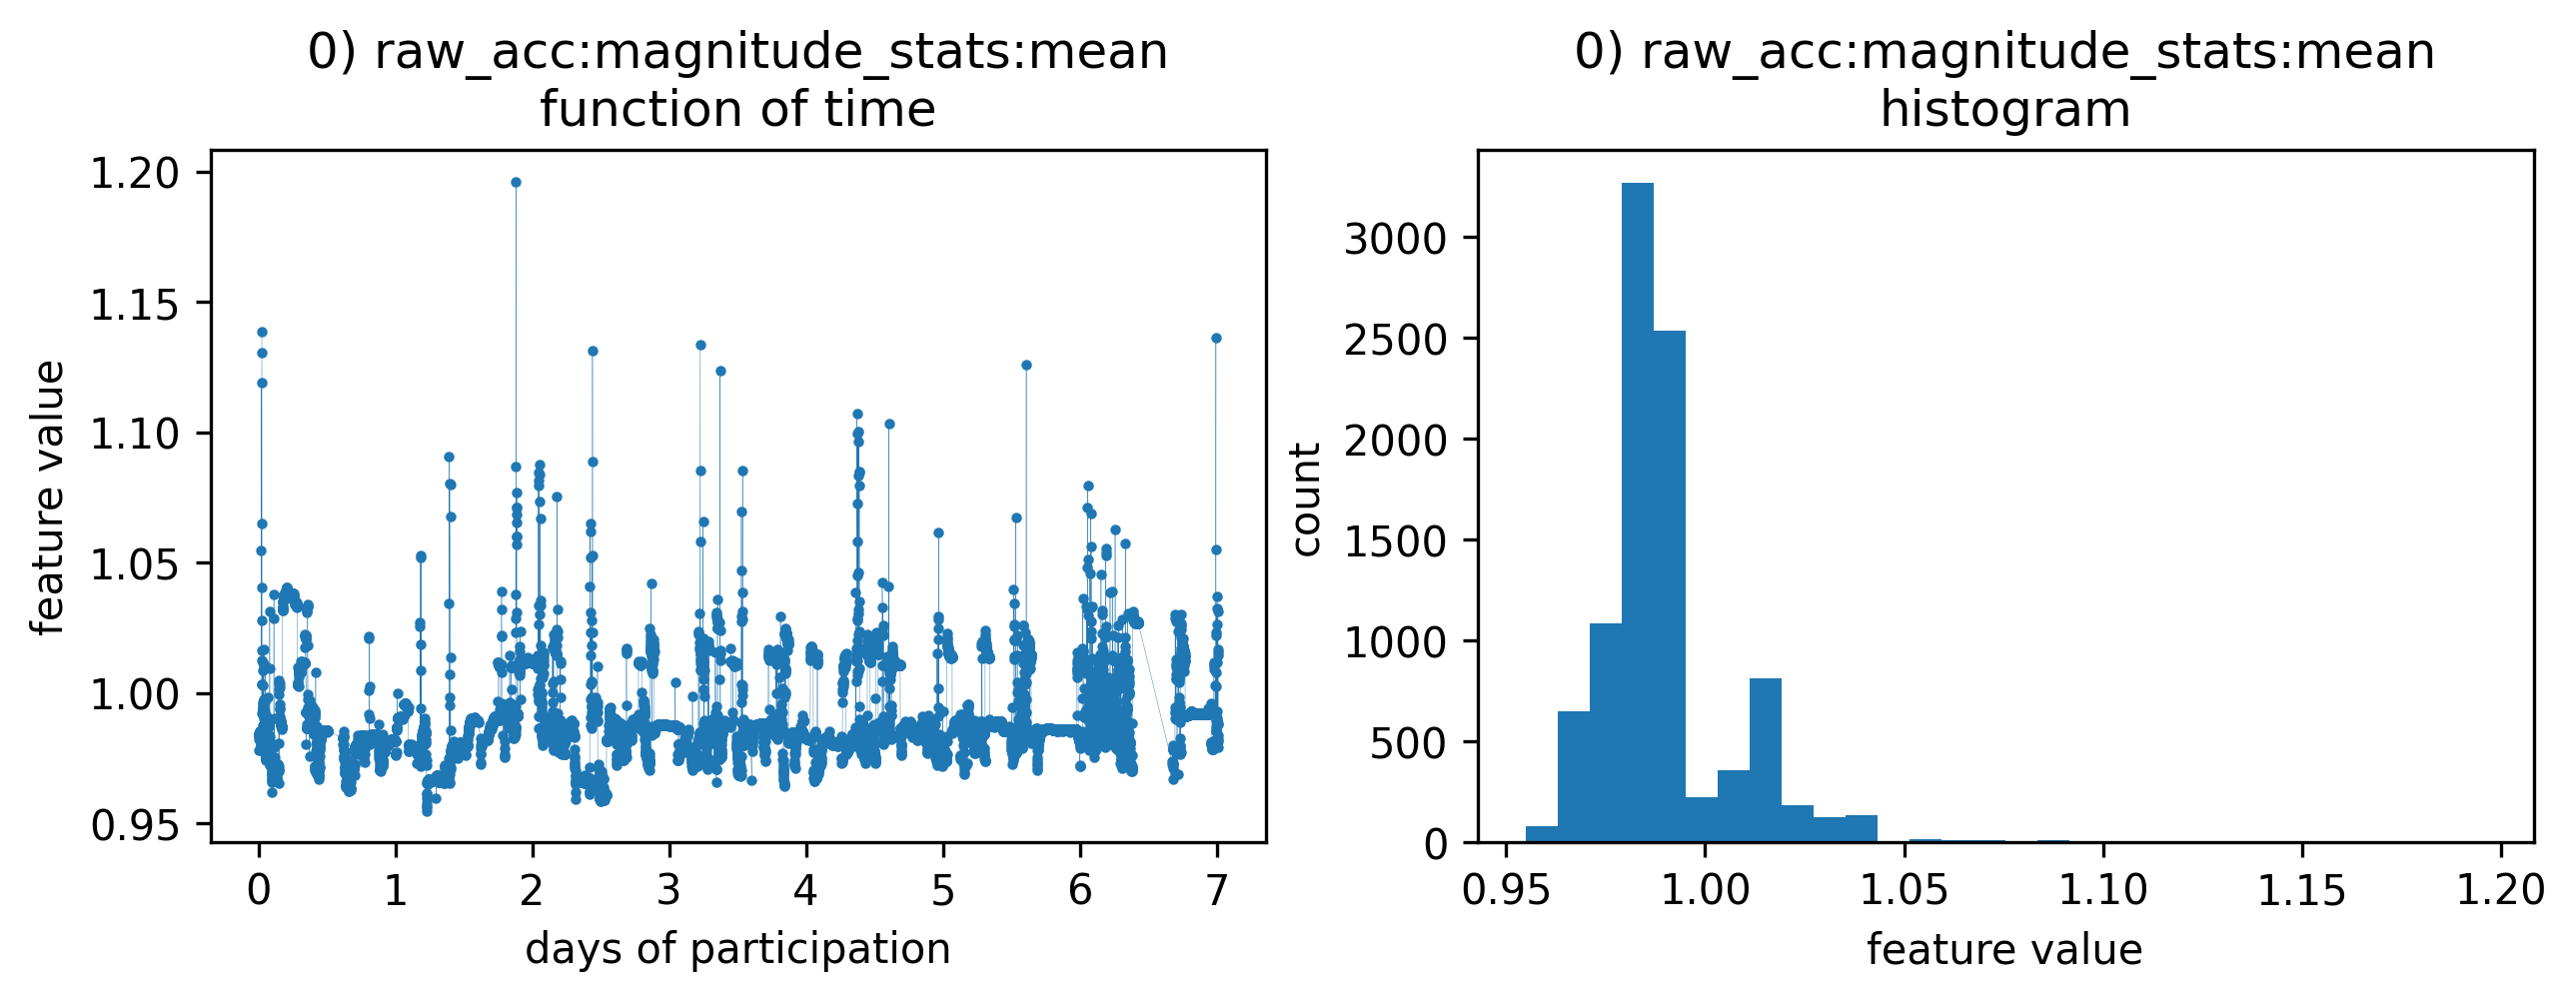 0) raw_acc:magnitude_stats:mean
function of time
1.20
1.15
1.10
1.05
1.00
0.95
feature value
0 1 2 3 4 5 6 7
days of participation
0) raw_acc:magnitude_stats:mean
histogram
3000
2500
2000
1500
1000
500
0
count
0.95 1.00 1.05 1.10 1.15 1.20
feature value